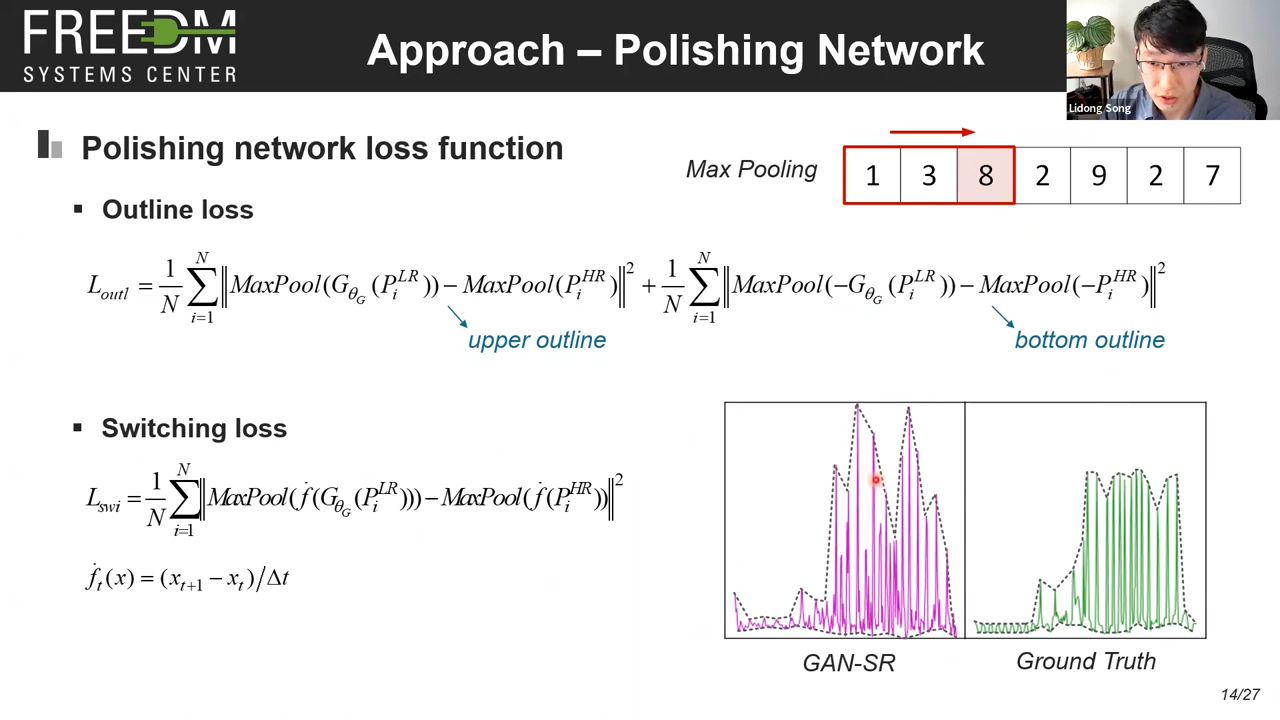 FREEDM
SYSTEMS CENTER
Approach – Polishing Network
Lidong Song
Polishing network loss function
Max Pooling 1 3 8 2 9 2 7
▪ Outline loss
L_{outl} = \frac{1}{N} \sum_{i=1}^{N} \left\| MaxPool(G_{θ_G}(P_i^{LR})) − MaxPool(P_i^{HR}) \right\|^2 + \frac{1}{N} \sum_{i=1}^{N} \left\| MaxPool(−G_{θ_G}(P_i^{LR})) − MaxPool(−P_i^{HR}) \right\|^2
upper outline bottom outline
▪ Switching loss
L_{swi} = \frac{1}{N} \sum_{i=1}^{N} \left\| MaxPool(\dot{f}(G_{θ_G}(P_i^{LR}))) − MaxPool(\dot{f}(P_i^{HR})) \right\|^2
\dot{f}_t(x) = (x_{t+1} − x_t)/Δt
GAN-SR Ground Truth
14/27